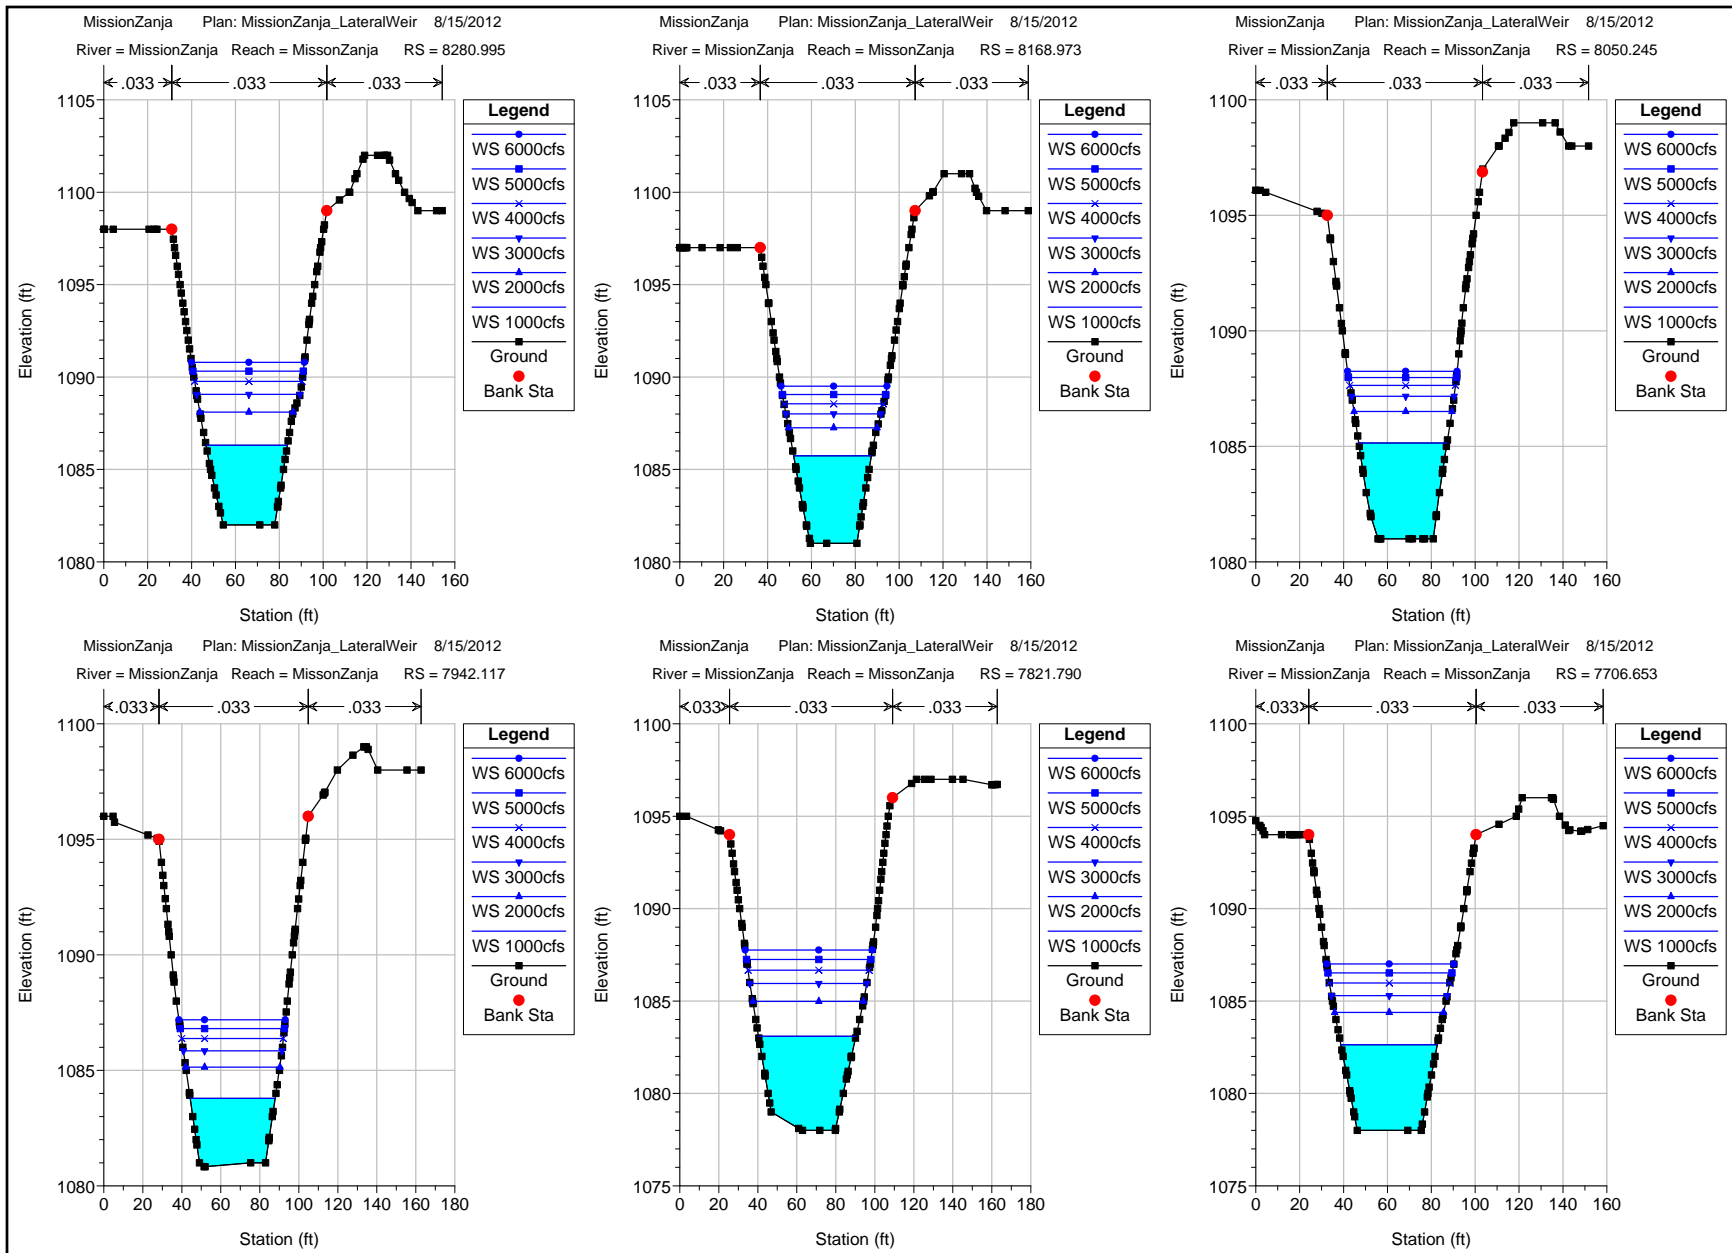 MissionZanja Plan: MissionZanja_LateralWeir 8/15/2012
River = MissionZanja Reach = MissonZanja RS = 8280.995
.033 .033 .033
1105
1100
1095
1090
1085
1080
0 20 40 60 80 100 120 140 160
Station (ft)
Elevation (ft)
Legend
WS 6000cfs
WS 5000cfs
WS 4000cfs
WS 3000cfs
WS 2000cfs
WS 1000cfs
Ground
Bank Sta
MissionZanja Plan: MissionZanja_LateralWeir 8/15/2012
River = MissionZanja Reach = MissonZanja RS = 8168.973
.033 .033 .033
1105
1100
1095
1090
1085
1080
0 20 40 60 80 100 120 140 160
Station (ft)
Elevation (ft)
Legend
WS 6000cfs
WS 5000cfs
WS 4000cfs
WS 3000cfs
WS 2000cfs
WS 1000cfs
Ground
Bank Sta
MissionZanja Plan: MissionZanja_LateralWeir 8/15/2012
River = MissionZanja Reach = MissonZanja RS = 8050.245
.033 .033 .033
1100
1095
1090
1085
1080
0 20 40 60 80 100 120 140 160
Station (ft)
Elevation (ft)
Legend
WS 6000cfs
WS 5000cfs
WS 4000cfs
WS 3000cfs
WS 2000cfs
WS 1000cfs
Ground
Bank Sta
MissionZanja Plan: MissionZanja_LateralWeir 8/15/2012
River = MissionZanja Reach = MissonZanja RS = 7942.117
.033 .033 .033
1100
1095
1090
1085
1080
0 20 40 60 80 100 120 140 160 180
Station (ft)
Elevation (ft)
Legend
WS 6000cfs
WS 5000cfs
WS 4000cfs
WS 3000cfs
WS 2000cfs
WS 1000cfs
Ground
Bank Sta
MissionZanja Plan: MissionZanja_LateralWeir 8/15/2012
River = MissionZanja Reach = MissonZanja RS = 7821.790
.033 .033 .033
1100
1095
1090
1085
1080
1075
0 20 40 60 80 100 120 140 160 180
Station (ft)
Elevation (ft)
Legend
WS 6000cfs
WS 5000cfs
WS 4000cfs
WS 3000cfs
WS 2000cfs
WS 1000cfs
Ground
Bank Sta
MissionZanja Plan: MissionZanja_LateralWeir 8/15/2012
River = MissionZanja Reach = MissonZanja RS = 7706.653
.033 .033 .033
1100
1095
1090
1085
1080
1075
0 20 40 60 80 100 120 140 160
Station (ft)
Elevation (ft)
Legend
WS 6000cfs
WS 5000cfs
WS 4000cfs
WS 3000cfs
WS 2000cfs
WS 1000cfs
Ground
Bank Sta